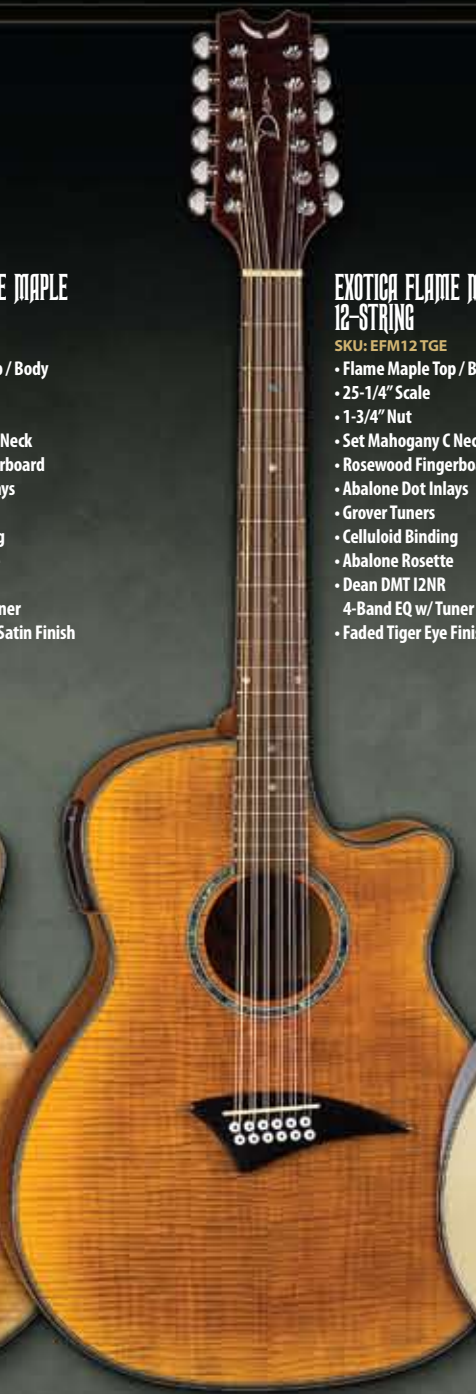 E MAPLE
/ Body
Neck
rboard
ys
g
ner
Satin Finish
Dean
EXOTICA FLAME M
12-STRING
SKU: EFM12 TGE
• Flame Maple Top / B
• 25-1/4” Scale
• 1-3/4” Nut
• Set Mahogany C Nec
• Rosewood Fingerbo
• Abalone Dot Inlays
• Grover Tuners
• Celluloid Binding
• Abalone Rosette
• Dean DMT I2NR
4-Band EQ w/ Tuner
• Faded Tiger Eye Finis